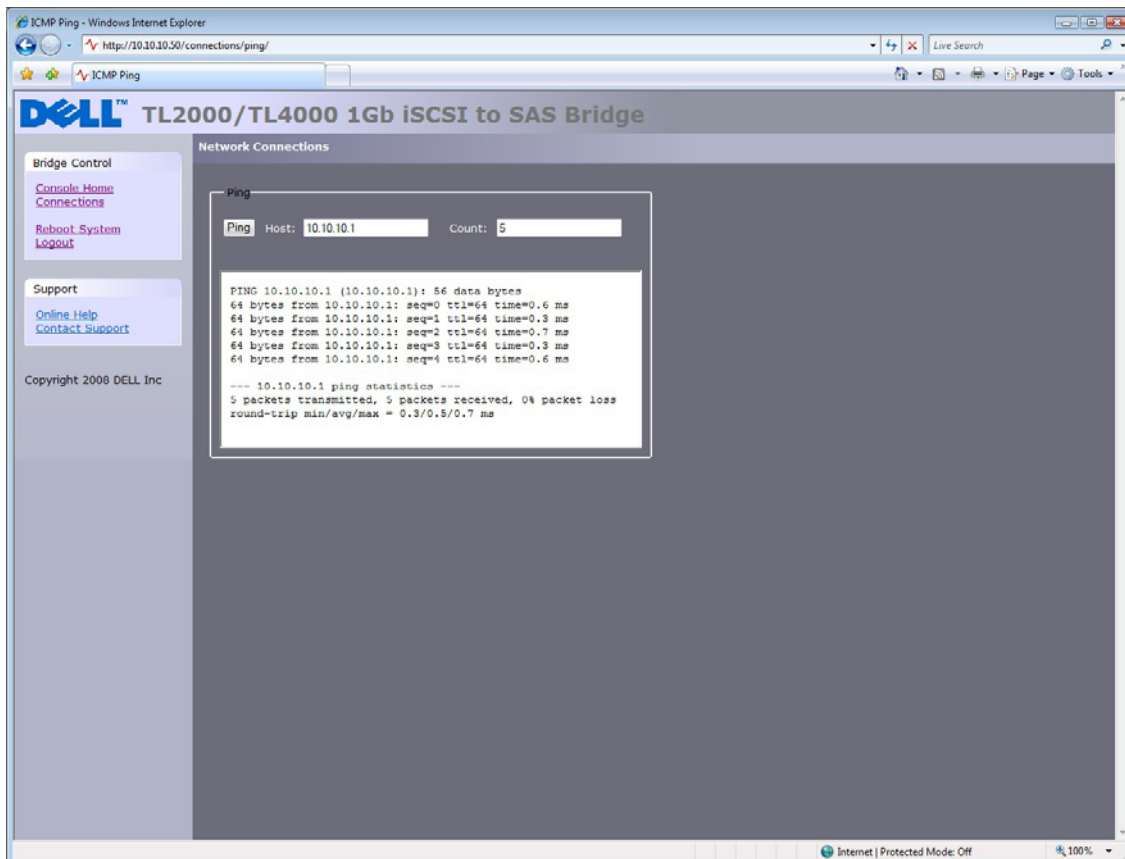 ICMP Ping - Windows Internet Explorer
http://10.10.10.50/connections/ping/
Live Search
ICMP Ping
Page
Tools
DELL™ TL2000/TL4000 1Gb iSCSI to SAS Bridge
Network Connections
Bridge Control
Console Home
Connections
Reboot System
Logout
Support
Online Help
Contact Support
Copyright 2008 DELL Inc
Ping
Ping Host: 10.10.10.1 Count: 5
PING 10.10.10.1 (10.10.10.1): 56 data bytes
64 bytes from 10.10.10.1: seq=0 ttl=64 time=0.6 ms
64 bytes from 10.10.10.1: seq=1 ttl=64 time=0.3 ms
64 bytes from 10.10.10.1: seq=2 ttl=64 time=0.7 ms
64 bytes from 10.10.10.1: seq=3 ttl=64 time=0.3 ms
64 bytes from 10.10.10.1: seq=4 ttl=64 time=0.6 ms
--- 10.10.10.1 ping statistics ---
5 packets transmitted, 5 packets received, 0% packet loss
round-trip min/avg/max = 0.3/0.5/0.7 ms
Internet | Protected Mode: Off
100%